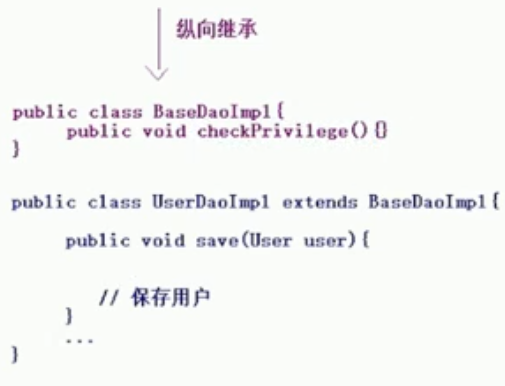 纵向继承
public class BaseDaoImpl{
public void checkPrivilege(){}
}
public class UserDaoImpl extends BaseDaoImpl{
public void save(User user){
// 保存用户
}
...
}